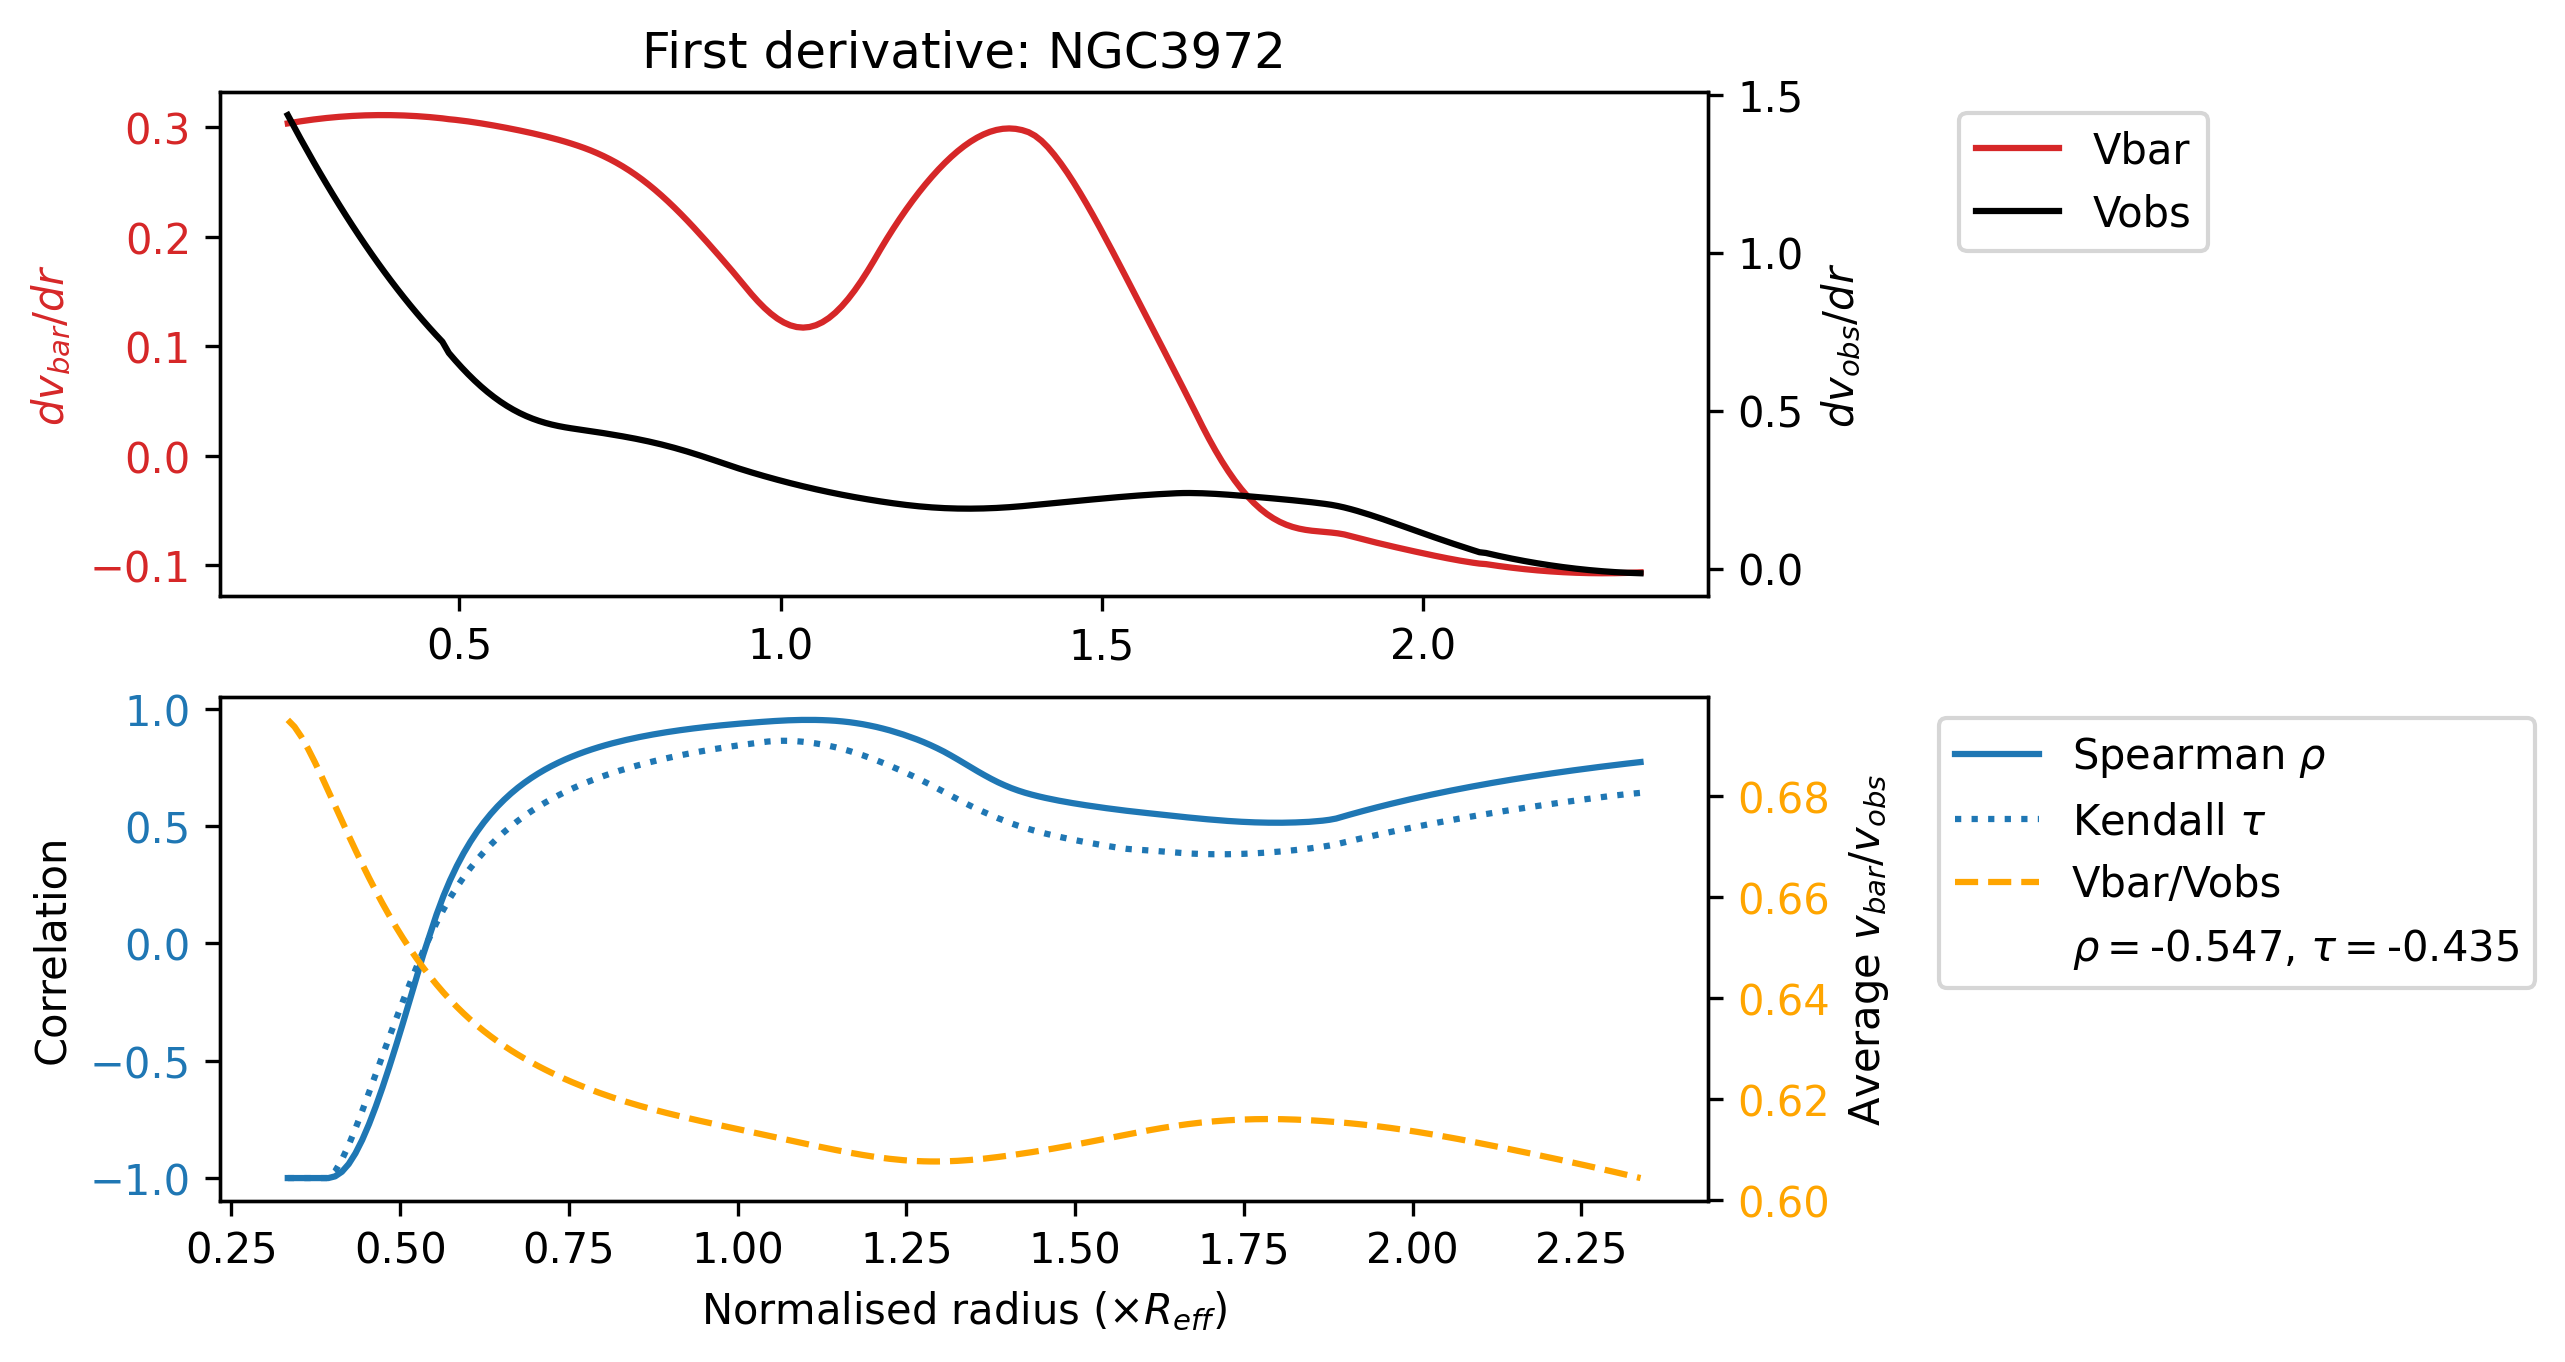 First derivative: NGC3972
0.3
0.2
0.1
0.0
−0.1
dv_bar/dr
1.5
1.0
0.5
0.0
dv_obs/dr
0.5 1.0 1.5 2.0
Vbar
Vobs
1.0
0.5
0.0
−0.5
−1.0
Correlation
0.68
0.66
0.64
0.62
0.60
Average v_bar/v_obs
0.25 0.50 0.75 1.00 1.25 1.50 1.75 2.00 2.25
Normalised radius (×R_eff)
Spearman ρ
Kendall τ
Vbar/Vobs
ρ = -0.547, τ = -0.435